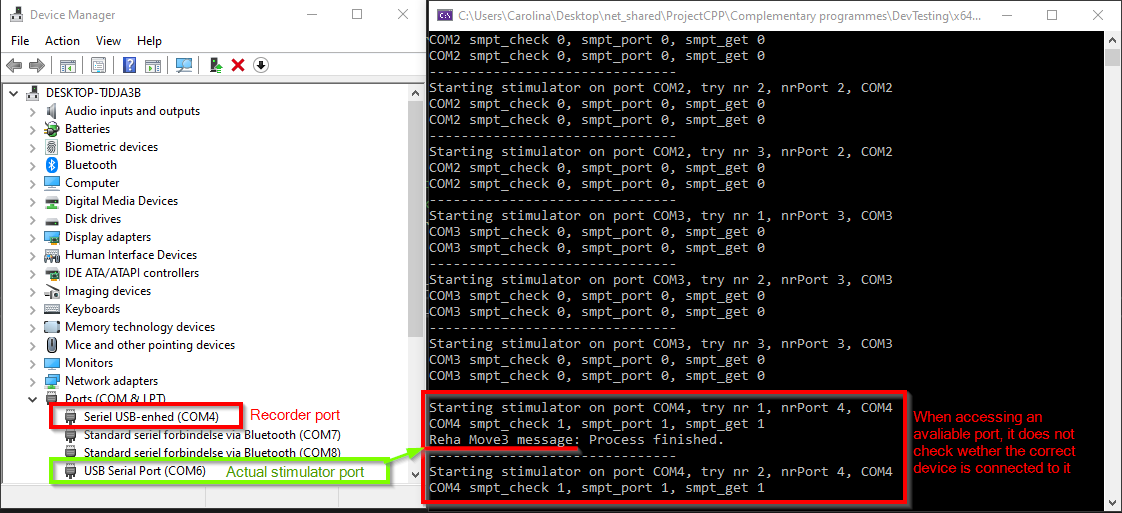 Device Manager
File Action View Help
DESKTOP-TJDJA3B
Audio inputs and outputs
Batteries
Biometric devices
Bluetooth
Computer
Digital Media Devices
Disk drives
Display adapters
Human Interface Devices
IDE ATA/ATAPI controllers
Imaging devices
Keyboards
Memory technology devices
Mice and other pointing devices
Monitors
Network adapters
Ports (COM & LPT)
Seriel USB-enhed (COM4)
Recorder port
Standard seriel forbindelse via Bluetooth (COM7)
Standard seriel forbindelse via Bluetooth (COM8)
USB Serial Port (COM6)
Actual stimulator port
C:\Users\Carolina\Desktop\net_shared\ProjectCPP\Complementary programmes\DevTesting\x64...
COM2 smpt_check 0, smpt_port 0, smpt_get 0
COM2 smpt_check 0, smpt_port 0, smpt_get 0
-------------------------------
Starting stimulator on port COM2, try nr 2, nrPort 2, COM2
COM2 smpt_check 0, smpt_port 0, smpt_get 0
COM2 smpt_check 0, smpt_port 0, smpt_get 0
-------------------------------
Starting stimulator on port COM2, try nr 3, nrPort 2, COM2
COM2 smpt_check 0, smpt_port 0, smpt_get 0
COM2 smpt_check 0, smpt_port 0, smpt_get 0
-------------------------------
Starting stimulator on port COM3, try nr 1, nrPort 3, COM3
COM3 smpt_check 0, smpt_port 0, smpt_get 0
COM3 smpt_check 0, smpt_port 0, smpt_get 0
-------------------------------
Starting stimulator on port COM3, try nr 2, nrPort 3, COM3
COM3 smpt_check 0, smpt_port 0, smpt_get 0
COM3 smpt_check 0, smpt_port 0, smpt_get 0
-------------------------------
Starting stimulator on port COM3, try nr 3, nrPort 3, COM3
COM3 smpt_check 0, smpt_port 0, smpt_get 0
COM3 smpt_check 0, smpt_port 0, smpt_get 0
-------------------------------
Starting stimulator on port COM4, try nr 1, nrPort 4, COM4
COM4 smpt_check 1, smpt_port 1, smpt_get 1
Reha Move3 message: Process finished.
-------------------------------
Starting stimulator on port COM4, try nr 2, nrPort 4, COM4
COM4 smpt_check 1, smpt_port 1, smpt_get 1
When accessing an
avaliable port, it does not
check wether the correct
device is connected to it